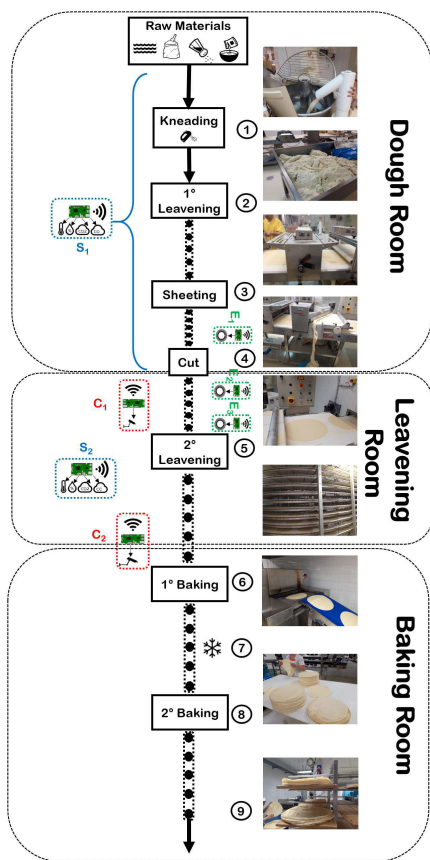 Raw Materials
Kneading
1
1° Leavening
2
S1
Sheeting
3
E1
Cut
4
Dough Room
C1
E2
E3
2° Leavening
5
S2
Leavening
Room
C2
1° Baking
6
7
2° Baking
8
9
Baking Room